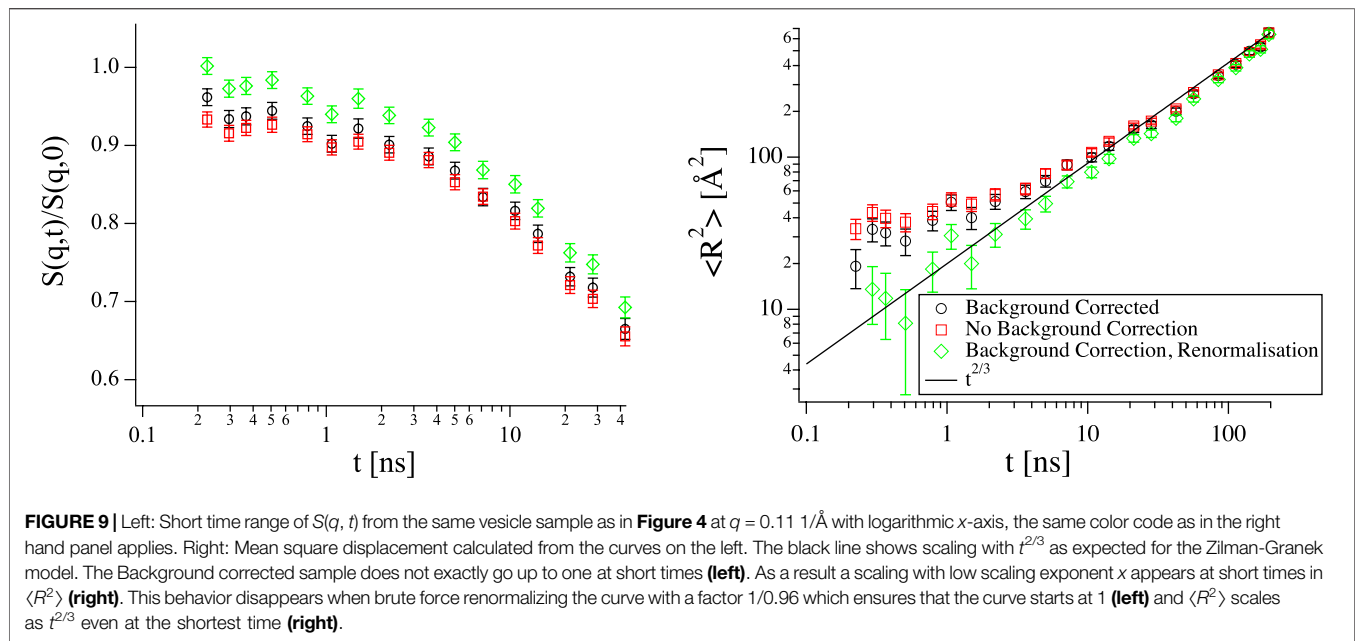 1.0
0.9
0.8
0.7
0.6
S(q,t)/S(q,0)
0.1
2
3
4
5
6
1
2
3
4
5
6
10
2
3
4
t [ns]
6
4
2
100
8
6
4
2
10
8
6
4
<R²> [Å²]
Background Corrected
No Background Correction
Background Correction, Renormalisation
t^{2/3}
0.1
1
10
100
t [ns]
FIGURE 9 | Left: Short time range of S(q, t) from the same vesicle sample as in Figure 4 at q = 0.11 1/Å with logarithmic x-axis, the same color code as in the right
hand panel applies. Right: Mean square displacement calculated from the curves on the left. The black line shows scaling with t^{2/3} as expected for the Zilman-Granek
model. The Background corrected sample does not exactly go up to one at short times (left). As a result a scaling with low scaling exponent x appears at short times in
⟨R²⟩ (right). This behavior disappears when brute force renormalizing the curve with a factor 1/0.96 which ensures that the curve starts at 1 (left) and ⟨R²⟩ scales
as t^{2/3} even at the shortest time (right).